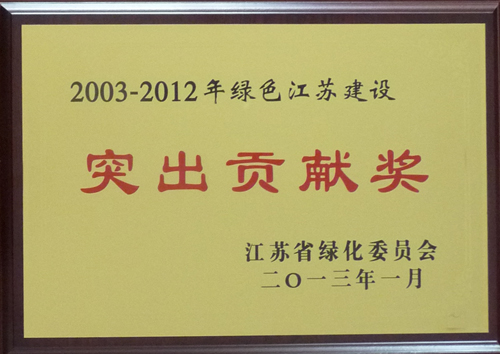 2003-2012年绿色江苏建设
突出贡献奖
江苏省绿化委员会
二〇一三年一月